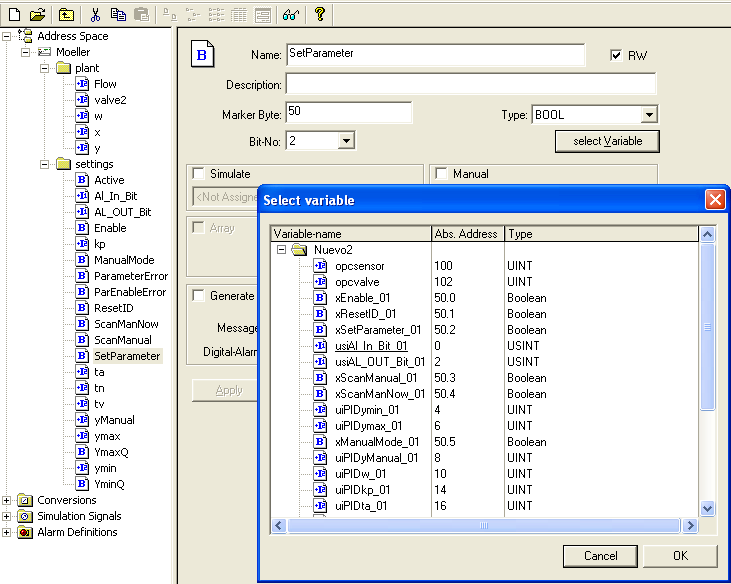 Address Space
Moeller
plant
Flow
valve2
w
x
y
settings
Active
Al_In_Bit
AL_OUT_Bit
Enable
kp
ManualMode
ParameterError
ParEnableError
ResetID
ScanManNow
ScanManual
SetParameter
ta
tn
tv
yManual
ymax
YmaxQ
ymin
YminQ
Conversions
Simulation Signals
Alarm Definitions
Name: SetParameter RW
Description:
Marker Byte: 50 Type: BOOL
Bit-No: 2 select Variable
Simulate Manual
<Not Assigne
Array
Generate
Message
Digital-Alarm
Apply
Select variable
Variable-name Abs. Address Type
Nuevo2
opcsensor 100 UINT
opcvalve 102 UINT
xEnable_01 50.0 Boolean
xResetID_01 50.1 Boolean
xSetParameter_01 50.2 Boolean
usiAl_In_Bit_01 0 USINT
usiAL_OUT_Bit_01 2 USINT
xScanManual_01 50.3 Boolean
xScanManNow_01 50.4 Boolean
uiPIDymin_01 4 UINT
uiPIDymax_01 6 UINT
xManualMode_01 50.5 Boolean
uiPIDyManual_01 8 UINT
uiPIDw_01 10 UINT
uiPIDkp_01 14 UINT
uiPIDta_01 16 UINT
Cancel OK